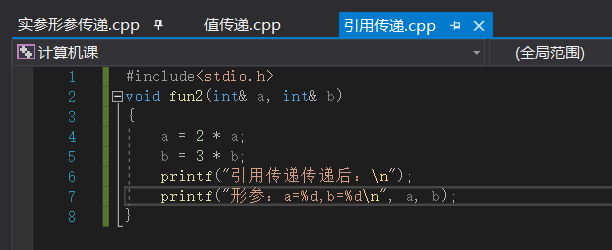 实参形参传递.cpp 值传递.cpp 引用传递.cpp
计算机课 (全局范围)
1 #include<stdio.h>
2 void fun2(int& a, int& b)
3 {
4 a = 2 * a;
5 b = 3 * b;
6 printf("引用传递传递后：\n");
7 printf("形参：a=%d,b=%d\n", a, b);
8 }